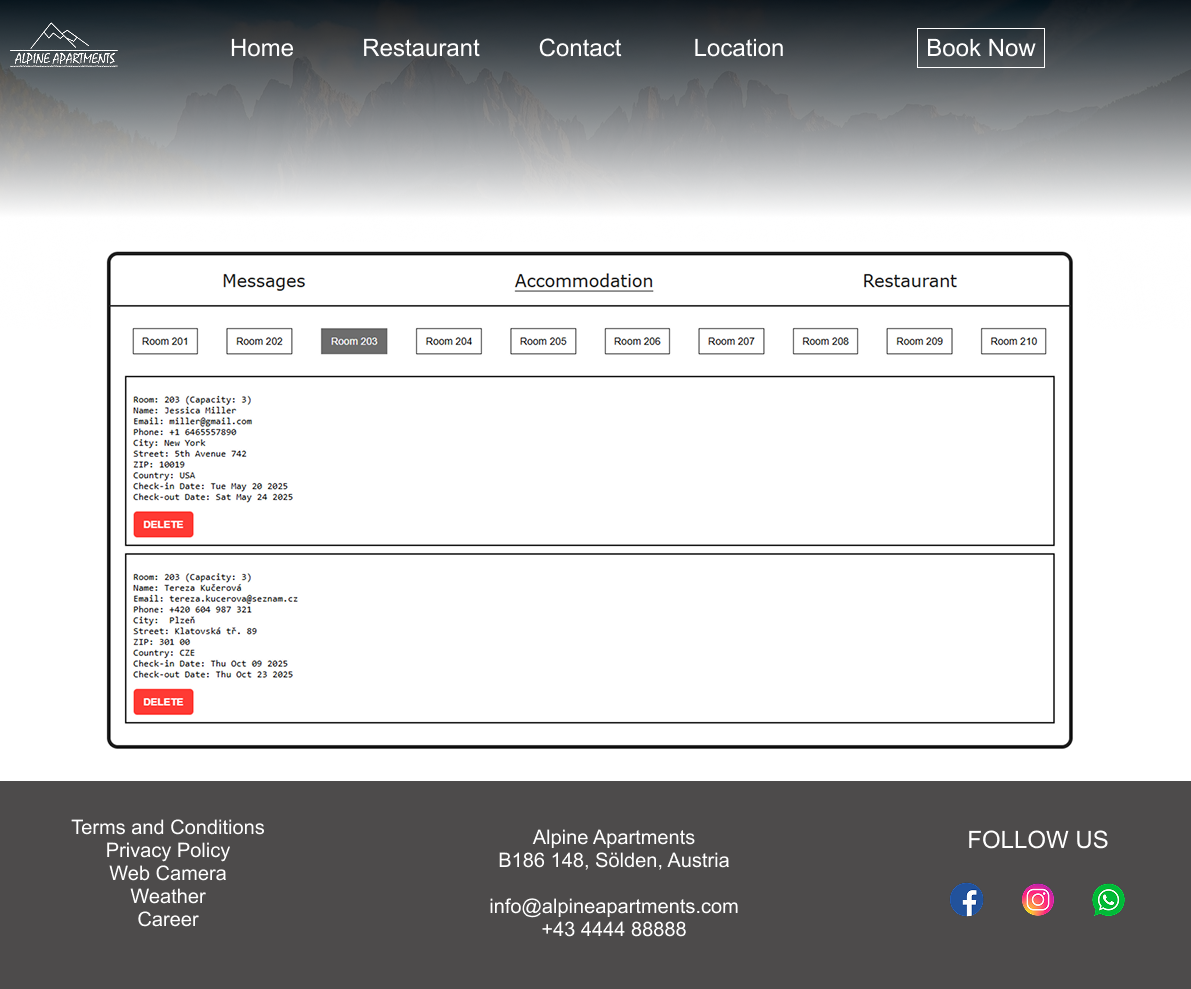 ALPINE APARTMENTS
Home Restaurant Contact Location Book Now
Messages Accommodation Restaurant
Room 201 Room 202 Room 203 Room 204 Room 205 Room 206 Room 207 Room 208 Room 209 Room 210
Room: 203 (Capacity: 3)
Name: Jessica Miller
Email: miller@gmail.com
Phone: +1 6465557890
City: New York
Street: 5th Avenue 742
ZIP: 10019
Country: USA
Check-in Date: Tue May 20 2025
Check-out Date: Sat May 24 2025
DELETE
Room: 203 (Capacity: 3)
Name: Tereza Kučerová
Email: tereza.kucerova@seznam.cz
Phone: +420 604 987 321
City:  Plzeň
Street: Klatovská tř. 89
ZIP: 301 00
Country: CZE
Check-in Date: Thu Oct 09 2025
Check-out Date: Thu Oct 23 2025
DELETE
Terms and Conditions
Privacy Policy
Web Camera
Weather
Career
Alpine Apartments
B186 148, Sölden, Austria
info@alpineapartments.com
+43 4444 88888
FOLLOW US